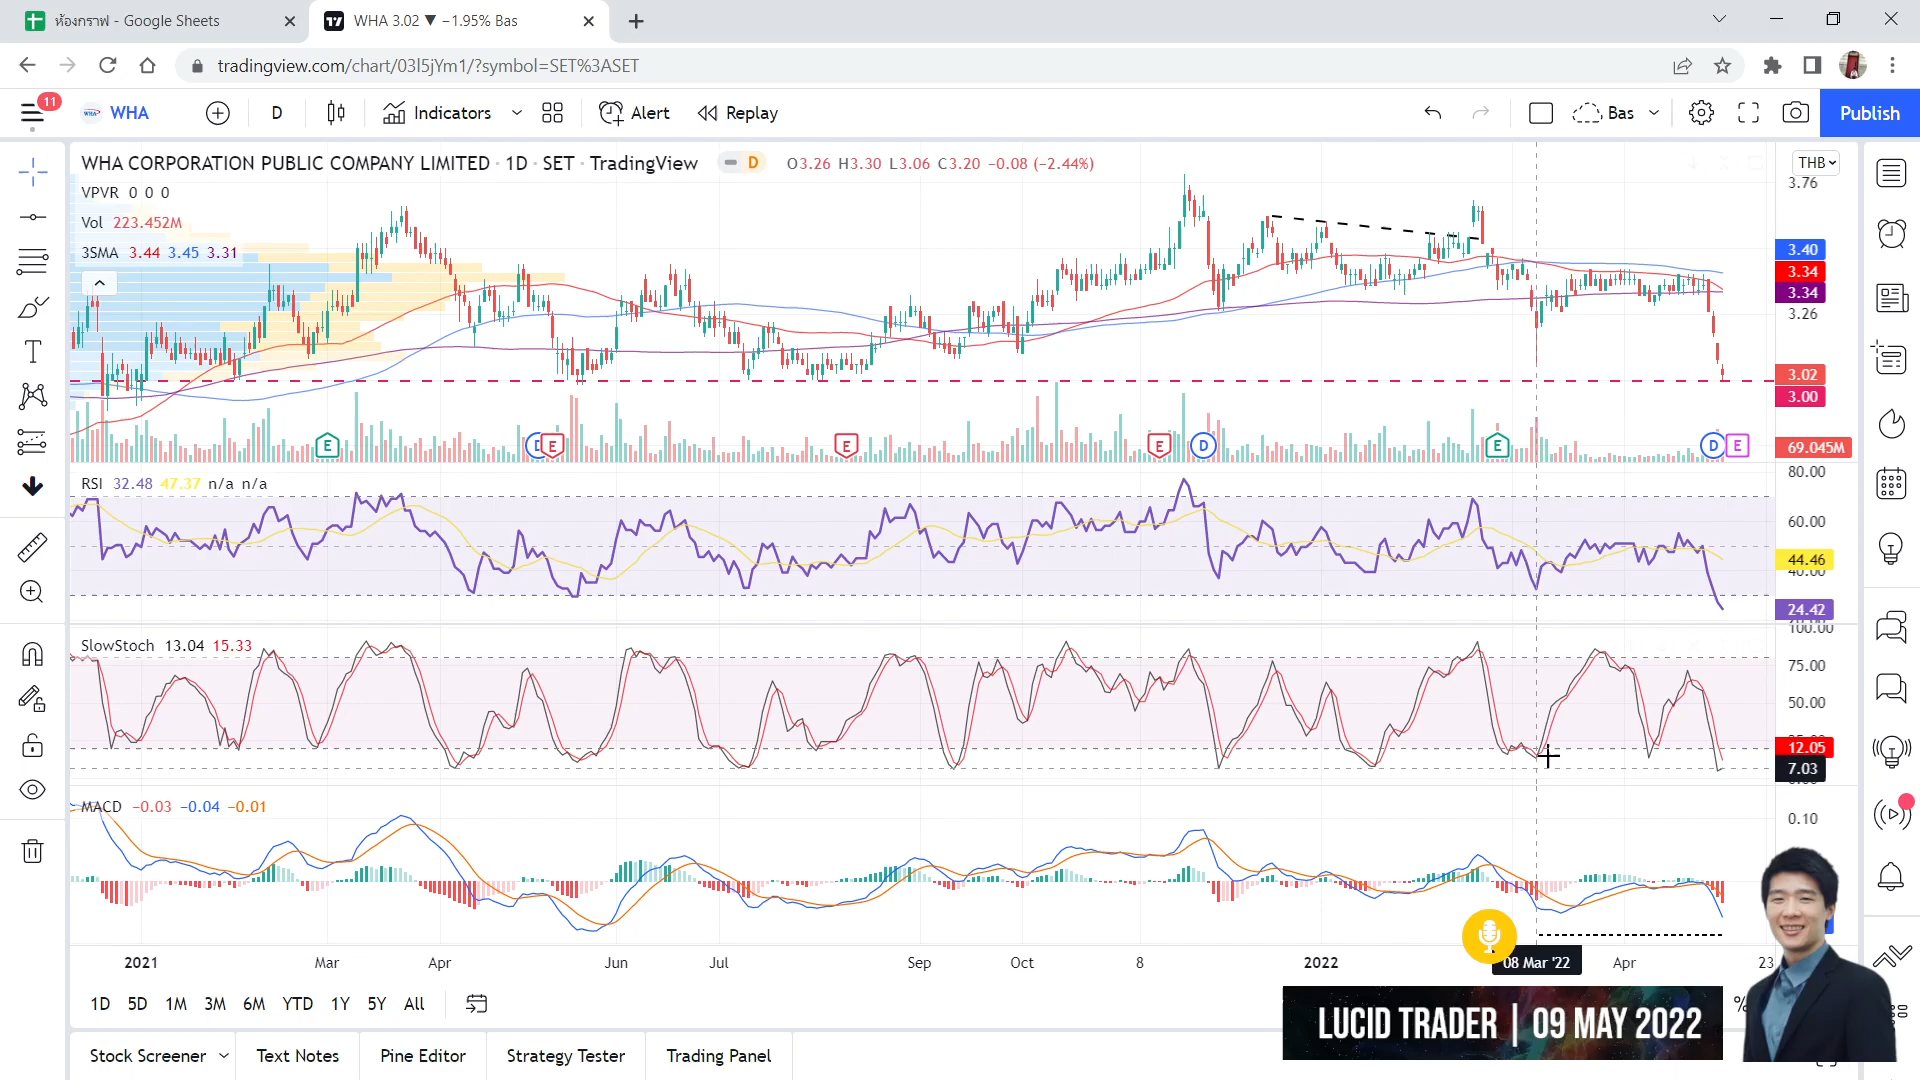 ห้องกราฟ - Google Sheets
WHA 3.02 ▼ −1.95% Bas
tradingview.com/chart/03l5jYm1/?symbol=SET%3ASET
11
WHA
D
Indicators
Alert
Replay
Bas
Publish
WHA CORPORATION PUBLIC COMPANY LIMITED · 1D · SET · TradingView
D
O3.26 H3.30 L3.06 C3.20 −0.08 (−2.44%)
THB
VPVR 0 0 0
Vol 223.452M
3SMA 3.44 3.45 3.31
3.76
3.40
3.34
3.34
3.26
3.02
3.00
69.045M
E D E E E D E D E
RSI 32.48 47.37 n/a n/a
80.00
60.00
44.46
40.00
24.42
SlowStoch 13.04 15.33
100.00
75.00
50.00
12.05
7.03
MACD −0.03 −0.04 −0.01
0.10
2021 Mar Apr Jun Jul Sep Oct 8 2022 08 Mar '22 Apr 23
1D 5D 1M 3M 6M YTD 1Y 5Y All
%
LUCID TRADER | 09 MAY 2022
Stock Screener Text Notes Pine Editor Strategy Tester Trading Panel